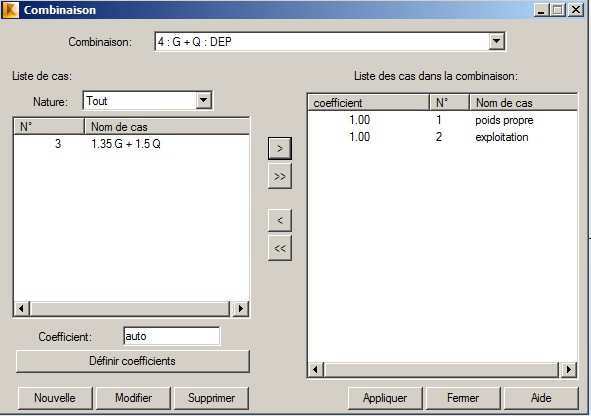 Combinaison
Combinaison: 4 : G + Q : DEP
Liste de cas: Liste des cas dans la combinaison:
Nature: Tout
N° Nom de cas
3 1.35 G + 1.5 Q
coefficient N° Nom de cas
1.00 1 poids propre
1.00 2 exploitation
>
>>
<
<<
Coefficient: auto
Définir coefficients
Nouvelle Modifier Supprimer Appliquer Fermer Aide